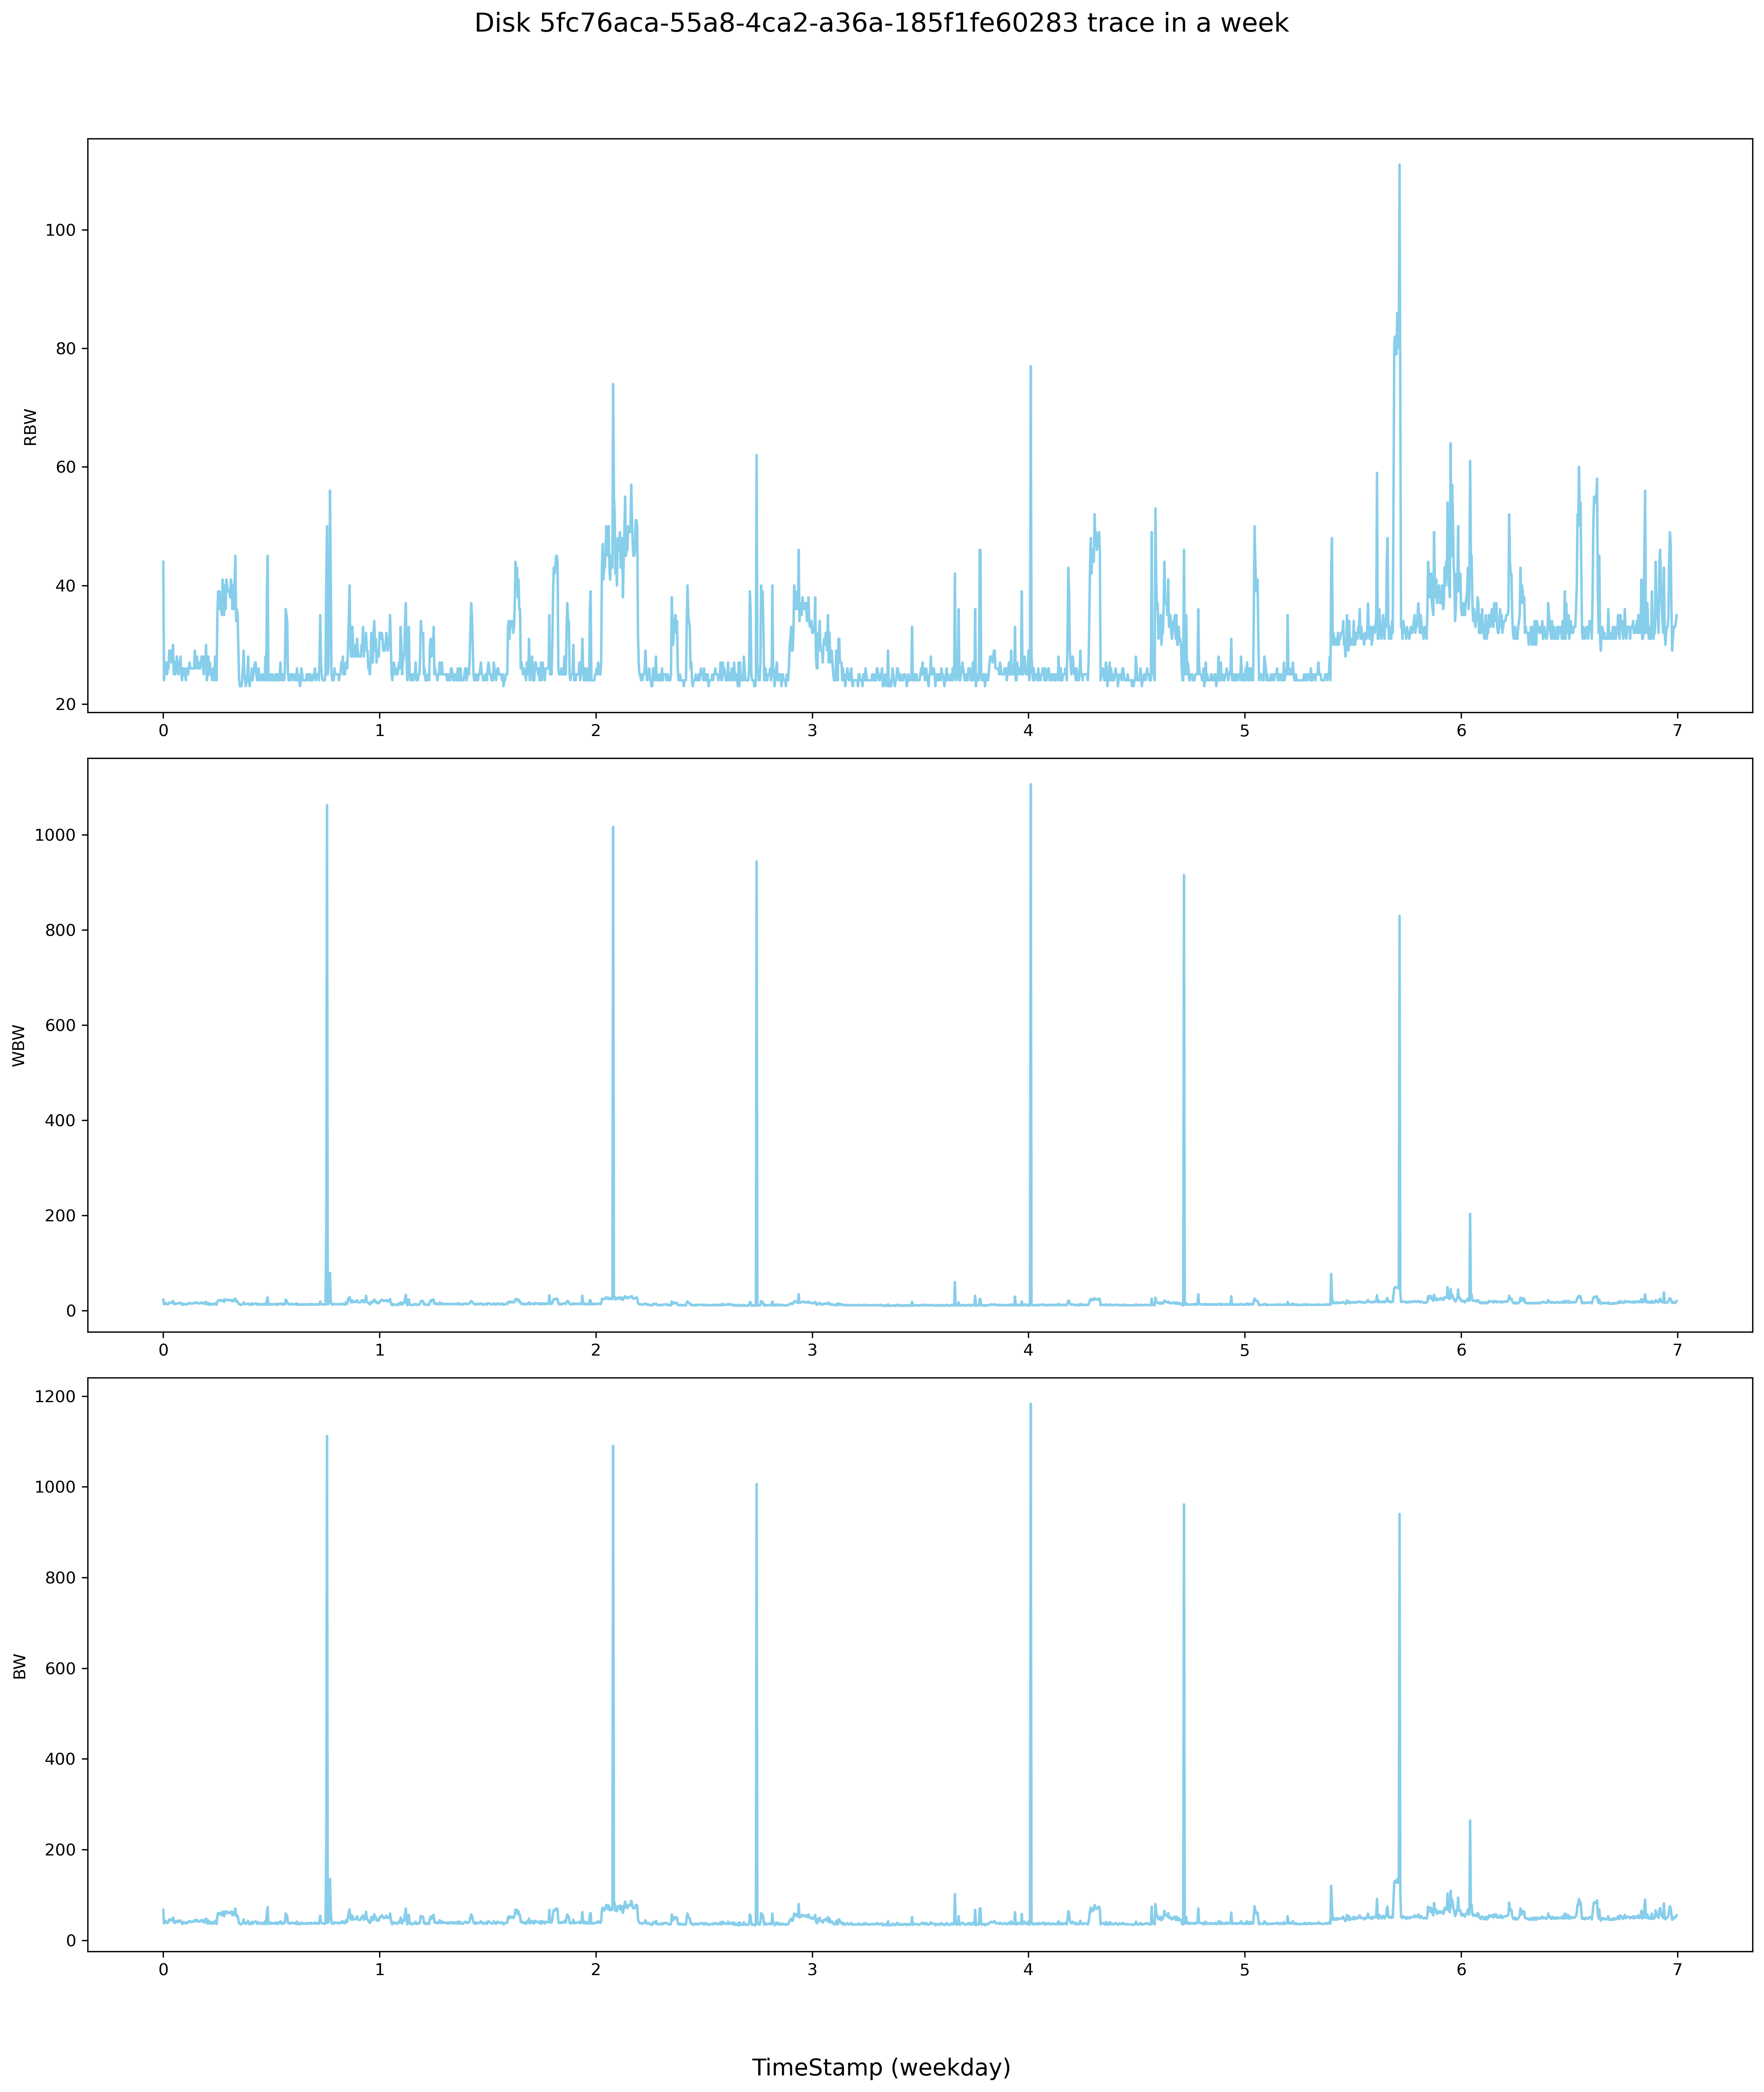 Disk 5fc76aca-55a8-4ca2-a36a-185f1fe60283 trace in a week
RBW
100
80
60
40
20
0 1 2 3 4 5 6 7
WBW
1000
800
600
400
200
0
0 1 2 3 4 5 6 7
BW
1200
1000
800
600
400
200
0
0 1 2 3 4 5 6 7
TimeStamp (weekday)